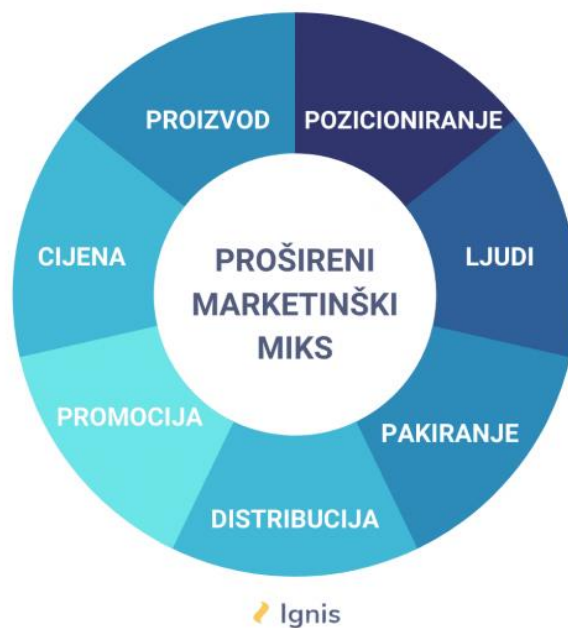 PROIZVOD
POZICIONIRANJE
CIJENA
LJUDI
PROŠIRENI
MARKETINŠKI
MIKS
PROMOCIJA
PAKIRANJE
DISTRIBUCIJA
Ignis